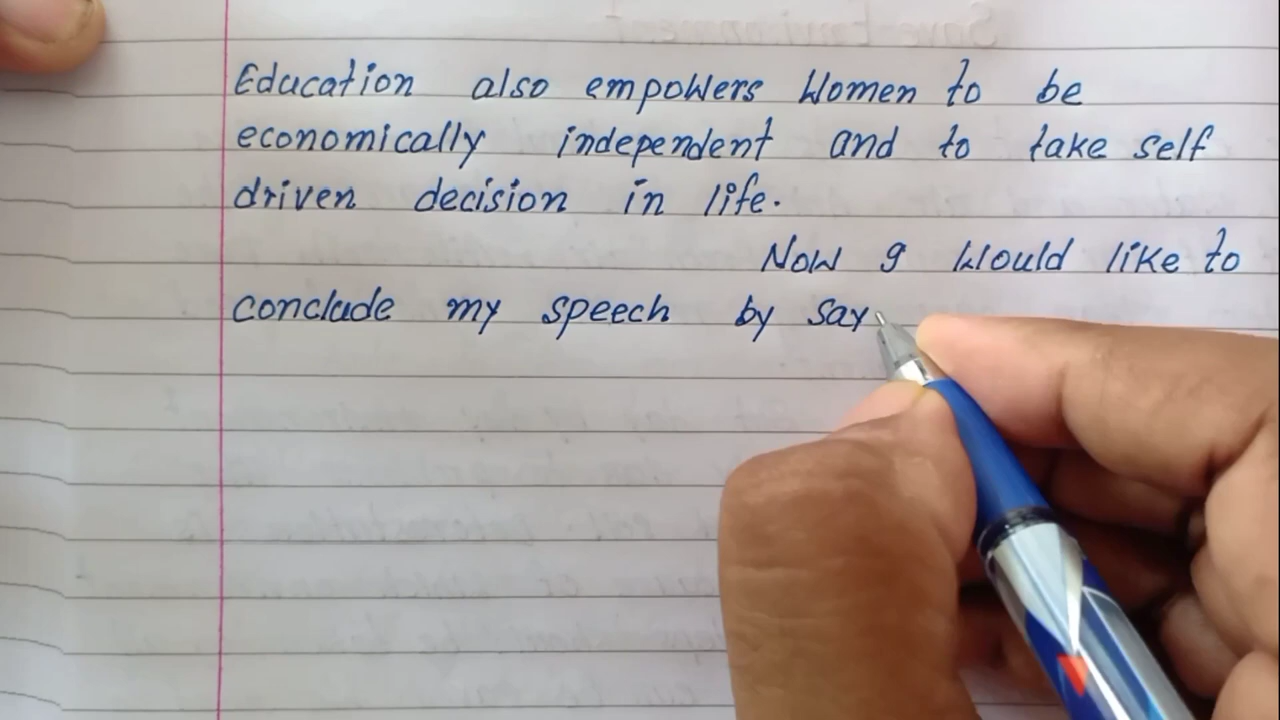 Education also empowers women to be
economically independent and to take self
driven decision in life.
Now I would like to
conclude my speech by say